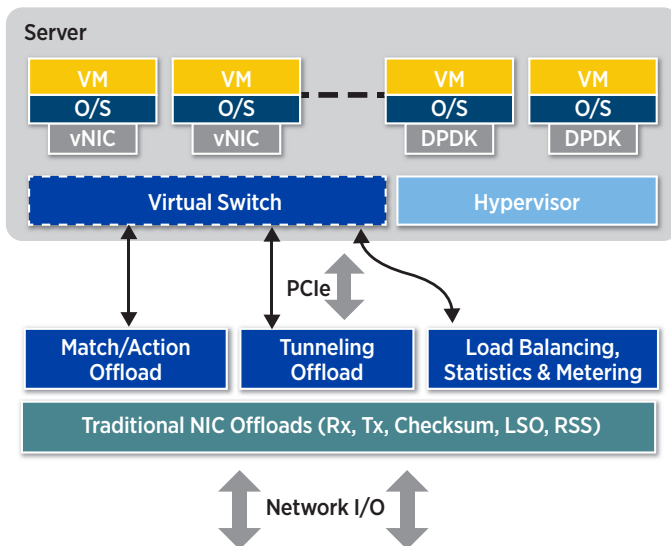 Server
VM
VM
VM
VM
O/S
O/S
O/S
O/S
vNIC
vNIC
DPDK
DPDK
Virtual Switch
Hypervisor
PCIe
Match/Action
Offload
Tunneling
Offload
Load Balancing,
Statistics & Metering
Traditional NIC Offloads (Rx, Tx, Checksum, LSO, RSS)
Network I/O